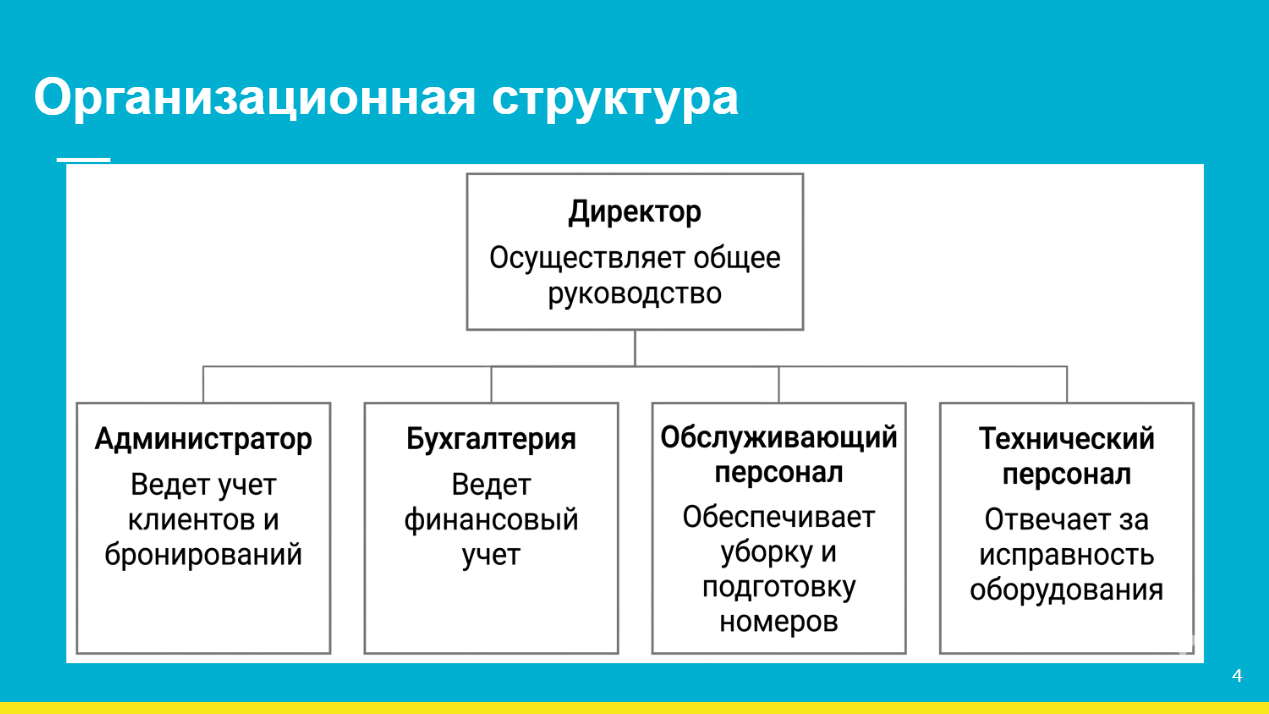 Организационная структура
Директор
Осуществляет общее
руководство
Администратор
Ведет учет
клиентов и
бронирований
Бухгалтерия
Ведет
финансовый
учет
Обслуживающий
персонал
Обеспечивает
уборку и
подготовку
номеров
Технический
персонал
Отвечает за
исправность
оборудования
4